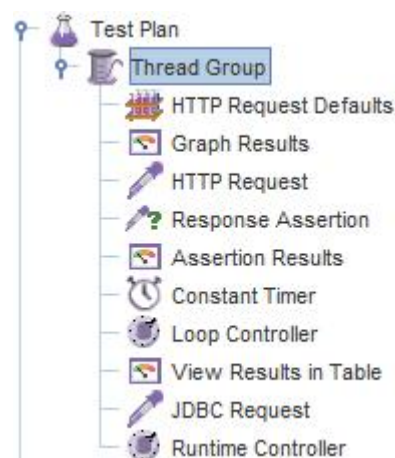 Test Plan
Thread Group
HTTP Request Defaults
Graph Results
HTTP Request
Response Assertion
Assertion Results
Constant Timer
Loop Controller
View Results in Table
JDBC Request
Runtime Controller